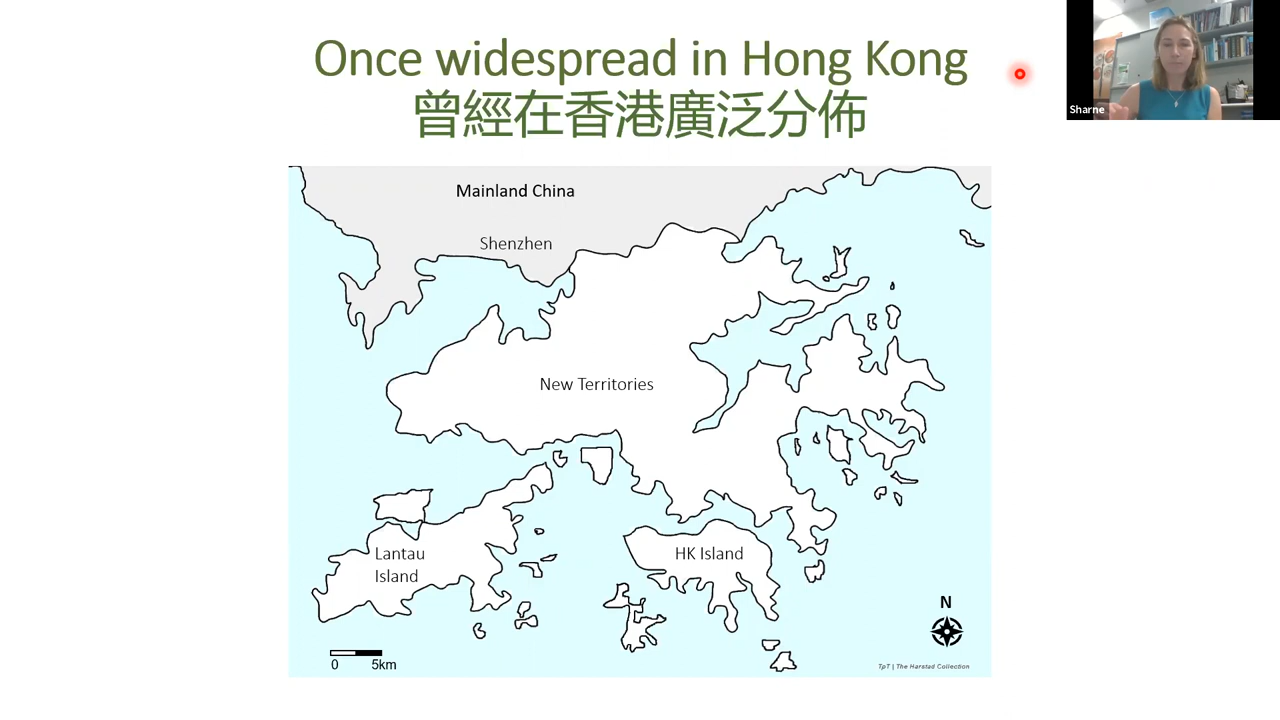 Once widespread in Hong Kong
曾經在香港廣泛分佈
Sharne
Mainland China
Shenzhen
New Territories
Lantau
Island
HK Island
N
0 5km
TpT | The Harstad Collection